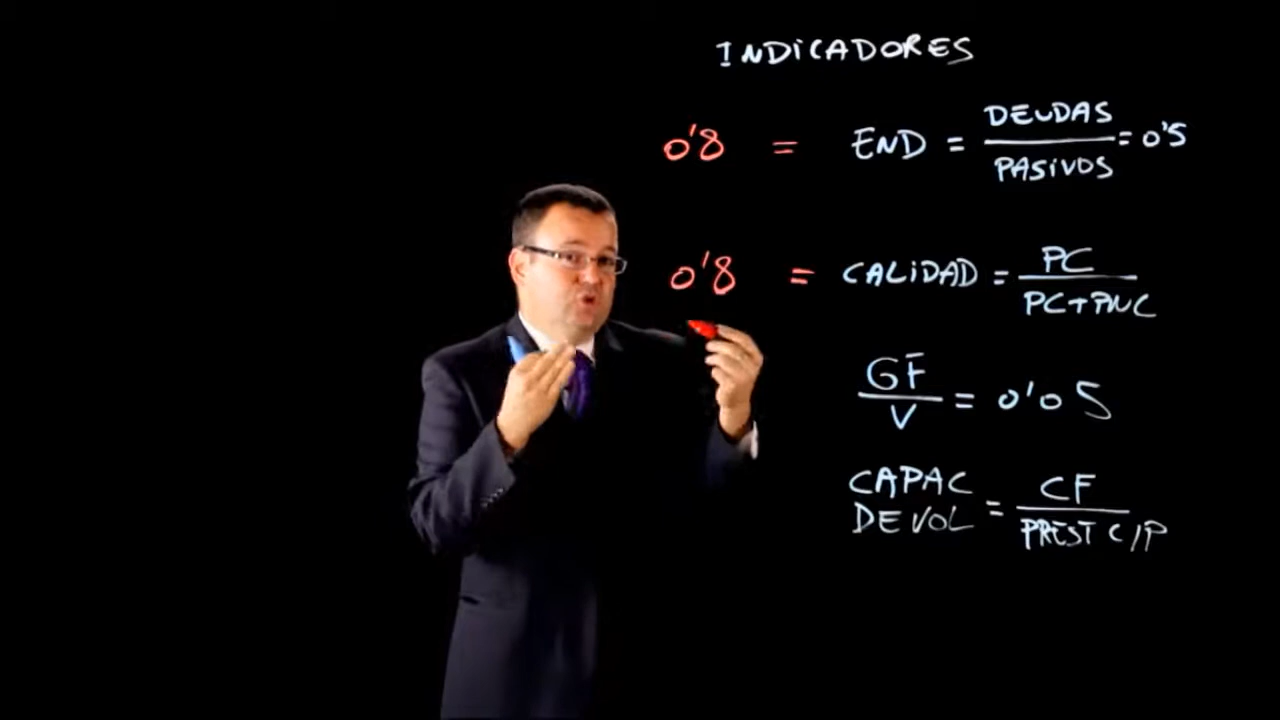 INDICADORES
0'8 = END = DEUDAS / PASIVOS = 0'5
0'8 = CALIDAD = PC / PC+PNC
GF / V = 0'05
CAPAC DEVOL = CF / PREST C/P